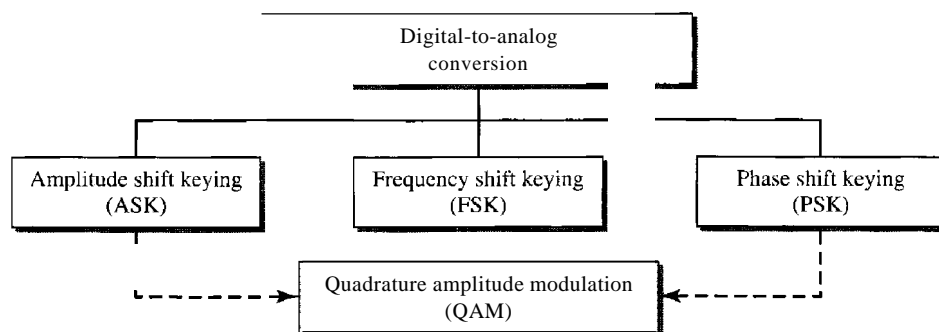 Digital-to-analog
conversion
Amplitude shift keying
(ASK)
Frequency shift keying
(FSK)
Phase shift keying
(PSK)
Quadrature amplitude modulation
(QAM)